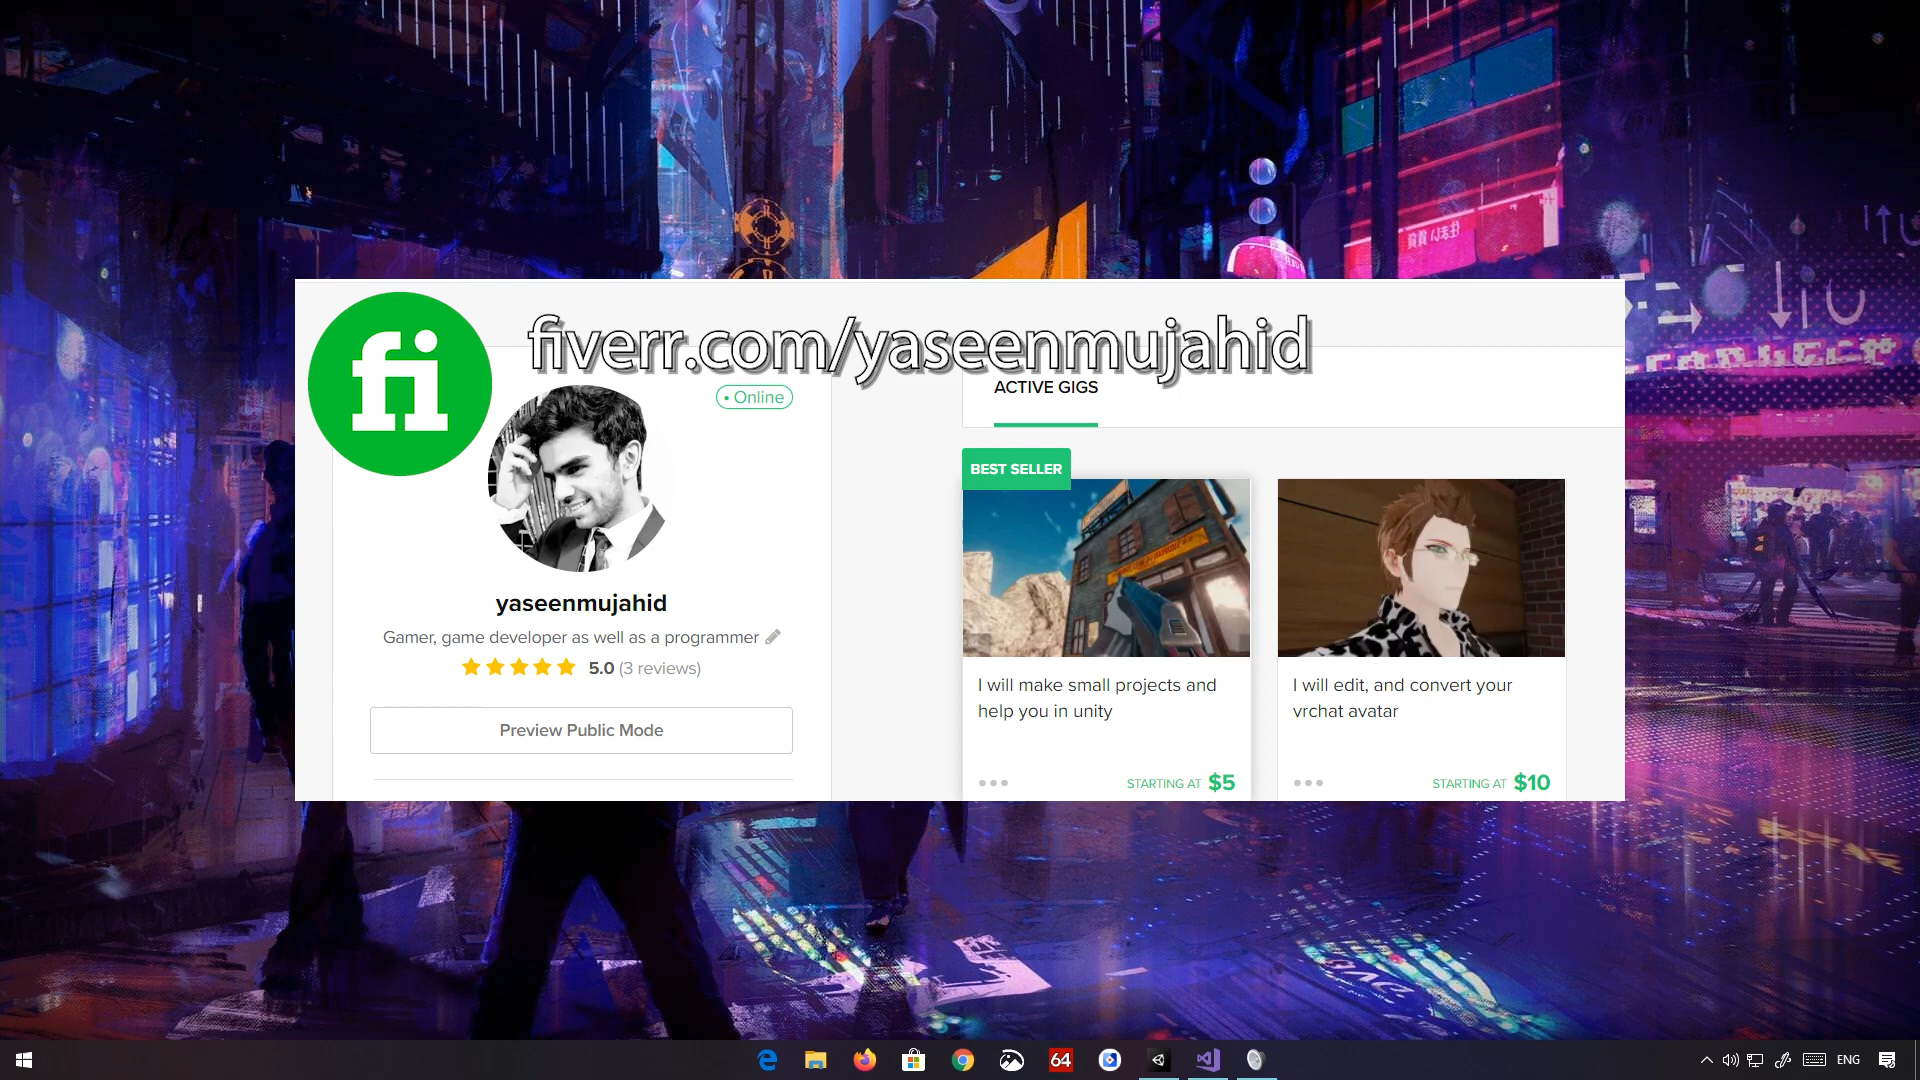 fi
fiverr.com/yaseenmujahid
• Online
yaseenmujahid
Gamer, game developer as well as a programmer
5.0 (3 reviews)
Preview Public Mode
ACTIVE GIGS
BEST SELLER
I will make small projects and
help you in unity
STARTING AT $5
I will edit, and convert your
vrchat avatar
STARTING AT $10
64
ENG